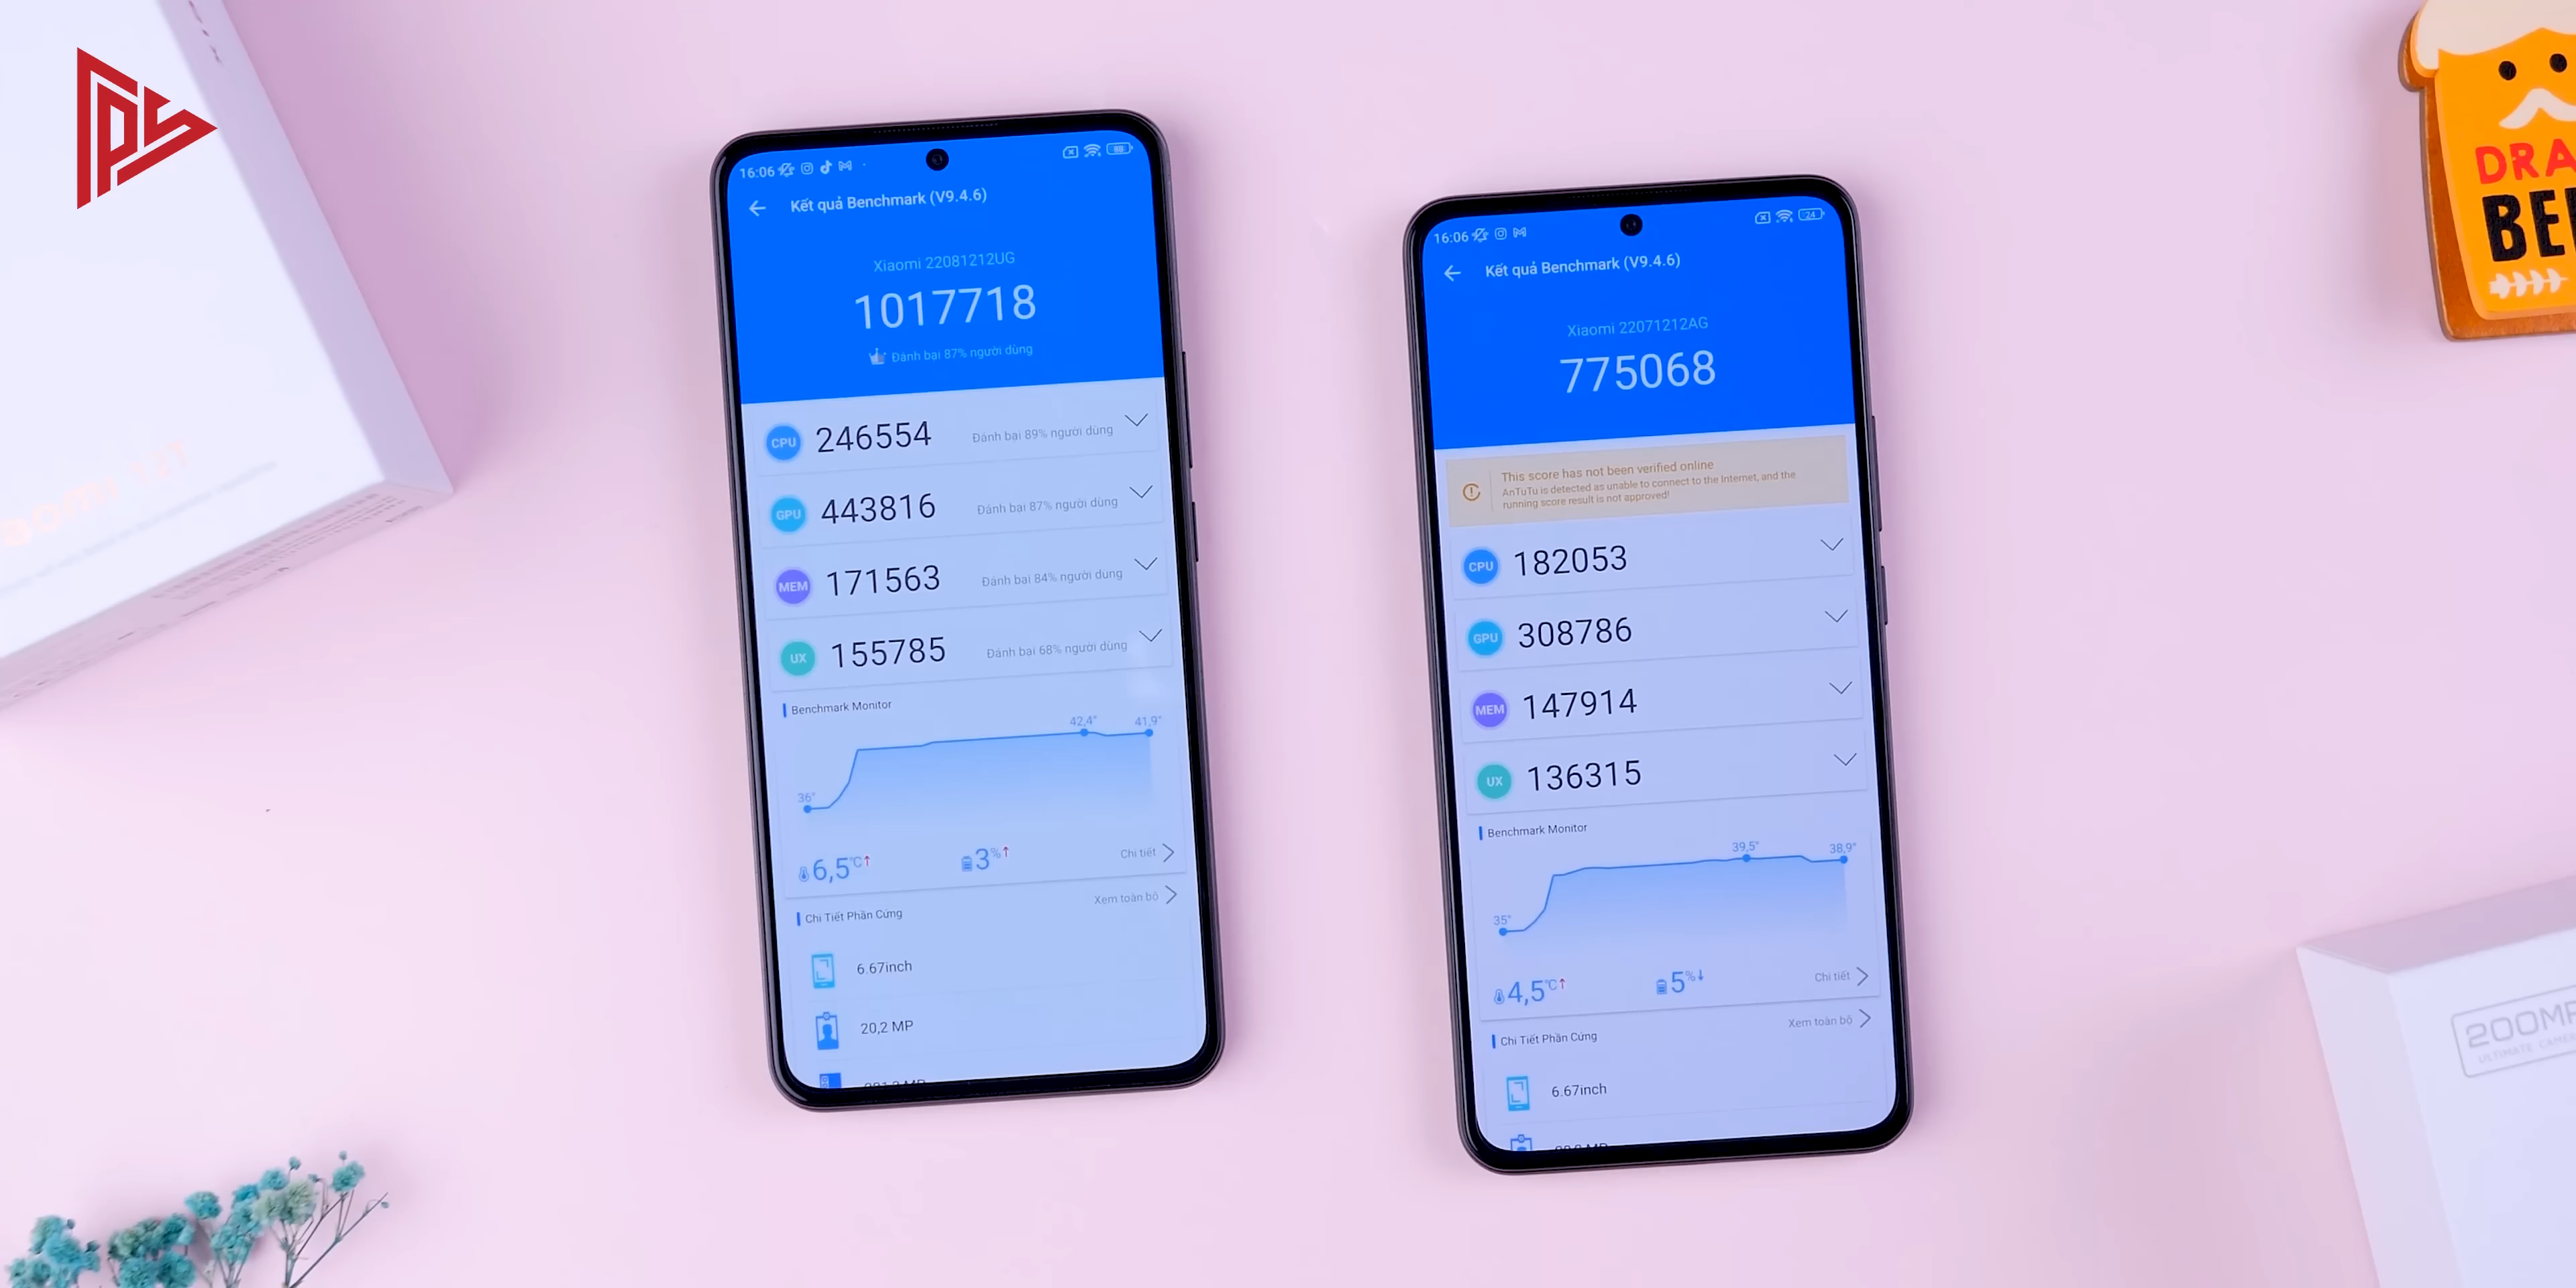 16:06
Kết quả Benchmark (V9.4.6)
Xiaomi 22081212UG
1017718
Đánh bại 87% người dùng
CPU 246554 Đánh bại 89% người dùng
GPU 443816 Đánh bại 87% người dùng
MEM 171563 Đánh bại 84% người dùng
UX 155785 Đánh bại 68% người dùng
Benchmark Monitor
42,4° 41,9°
36°
6,5°C↑ 3%↑ Chi tiết
Chi Tiết Phần Cứng Xem toàn bộ
6.67inch
20,2 MP
16:06 24
Kết quả Benchmark (V9.4.6)
Xiaomi 22071212AG
775068
This score has not been verified online
AnTuTu is detected as unable to connect to the Internet, and the
running score result is not approved!
CPU 182053
GPU 308786
MEM 147914
UX 136315
Benchmark Monitor
39,5° 38,9°
35°
4,5°C↑ 5%↓ Chi tiết
Chi Tiết Phần Cứng Xem toàn bộ
6.67inch
200MP